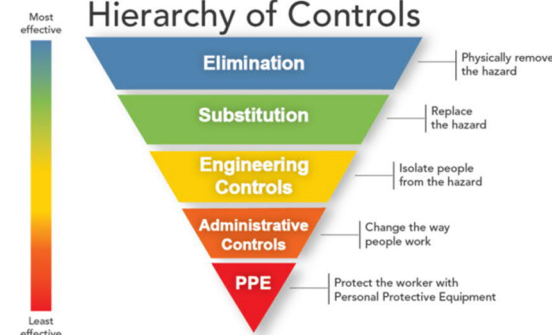 Hierarchy of Controls
Most
effective
Elimination
Physically remove
the hazard
Substitution
Replace
the hazard
Engineering
Controls
Isolate people
from the hazard
Administrative
Controls
Change the way
people work
PPE
Protect the worker with
Personal Protective Equipment
Least
effective